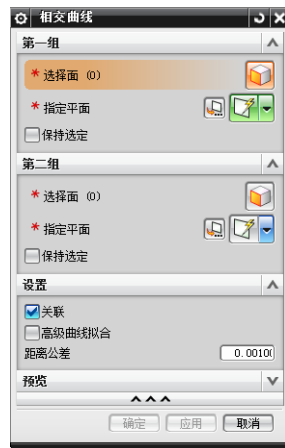 相交曲线
第一组
* 选择面 (0)
* 指定平面
保持选定
第二组
* 选择面 (0)
* 指定平面
保持选定
设置
关联
高级曲线拟合
距离公差 0.0010
预览
确定 应用 取消